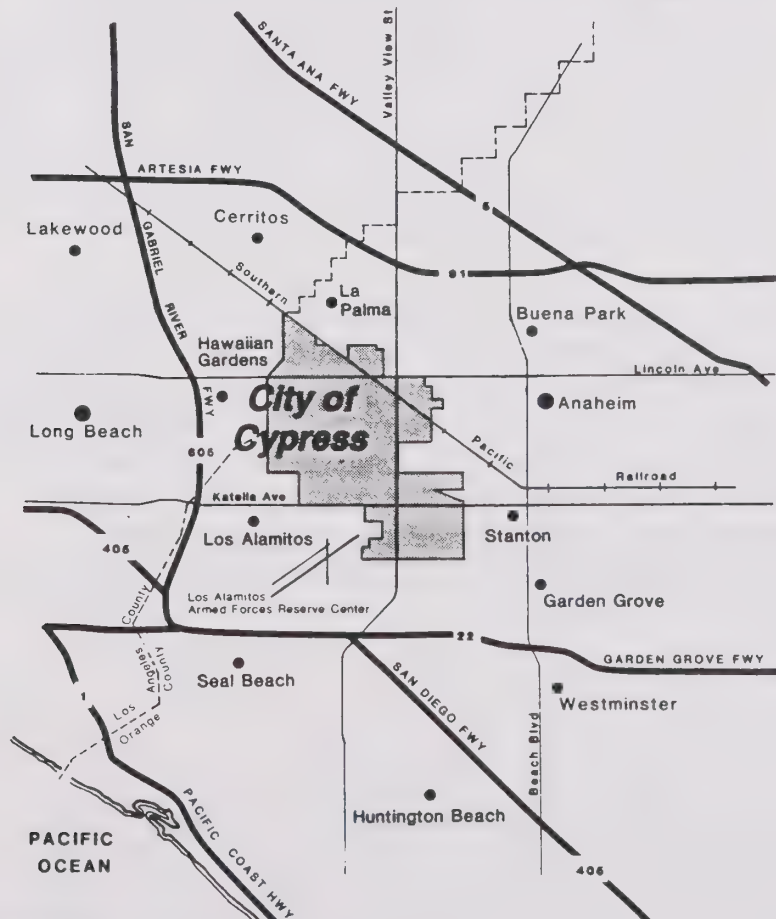 SANTA ANA FWY
Valley View St
SAN
GABRIEL
RIVER
FWY
ARTESIA FWY
Lakewood
Cerritos
5
91
Southern
La
Palma
Buena Park
Hawaiian
Gardens
Lincoln Ave
City of
Cypress
Anaheim
Long Beach
605
Pacific
Railroad
Katella Ave
405
Los Alamitos
Stanton
Los Alamitos
Armed Forces Reserve Center
Garden Grove
County
22
GARDEN GROVE FWY
Los
Angeles
County
Orange
Seal Beach
SAN DIEGO FWY
Westminster
1
Beach Blvd
Huntington Beach
PACIFIC
OCEAN
PACIFIC COAST HWY
405